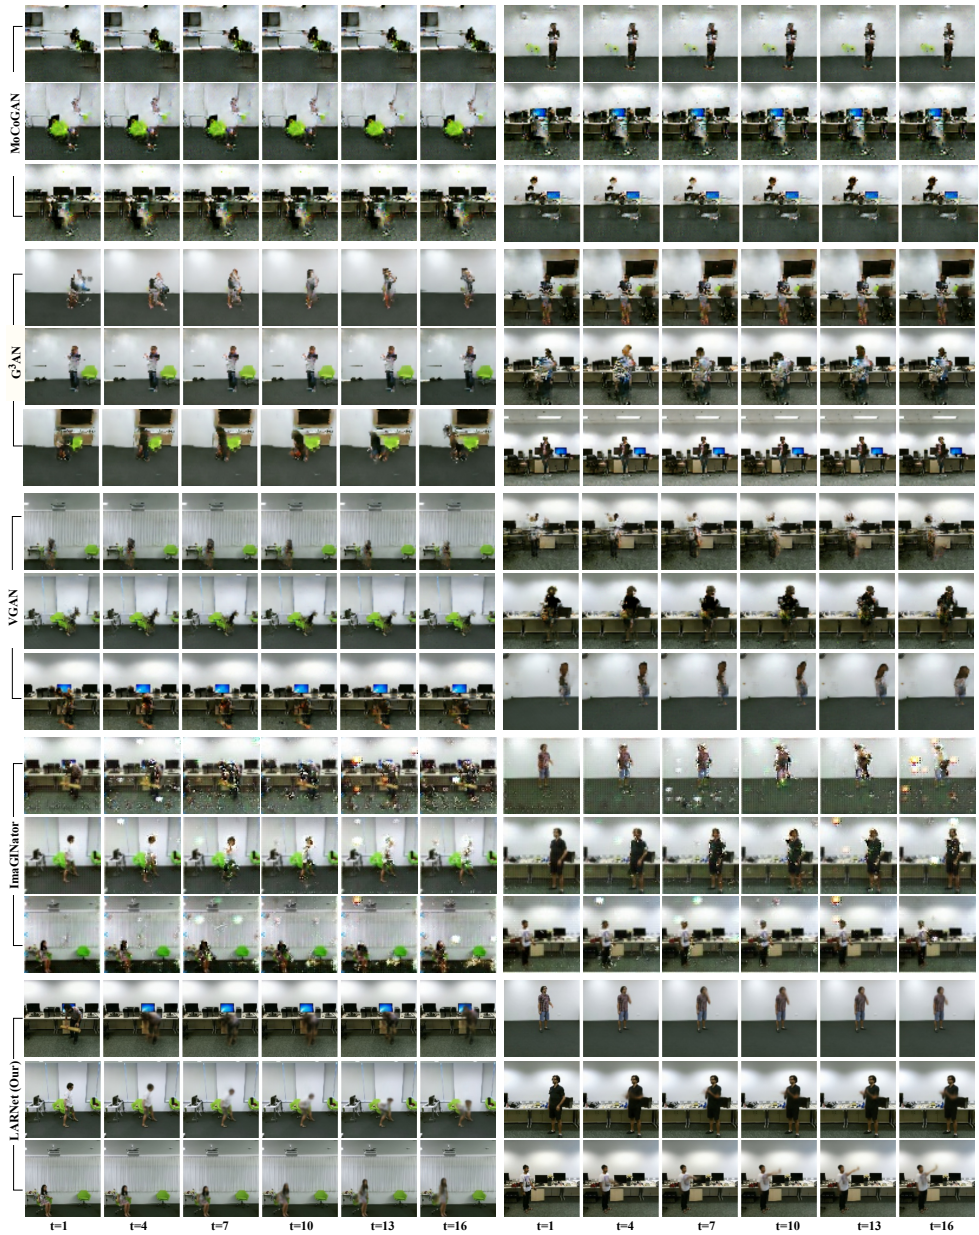 MoCoGAN
G³AN
VGAN
ImaGINator
LARNet (Our)
t=1 t=4 t=7 t=10 t=13 t=16 t=1 t=4 t=7 t=10 t=13 t=16